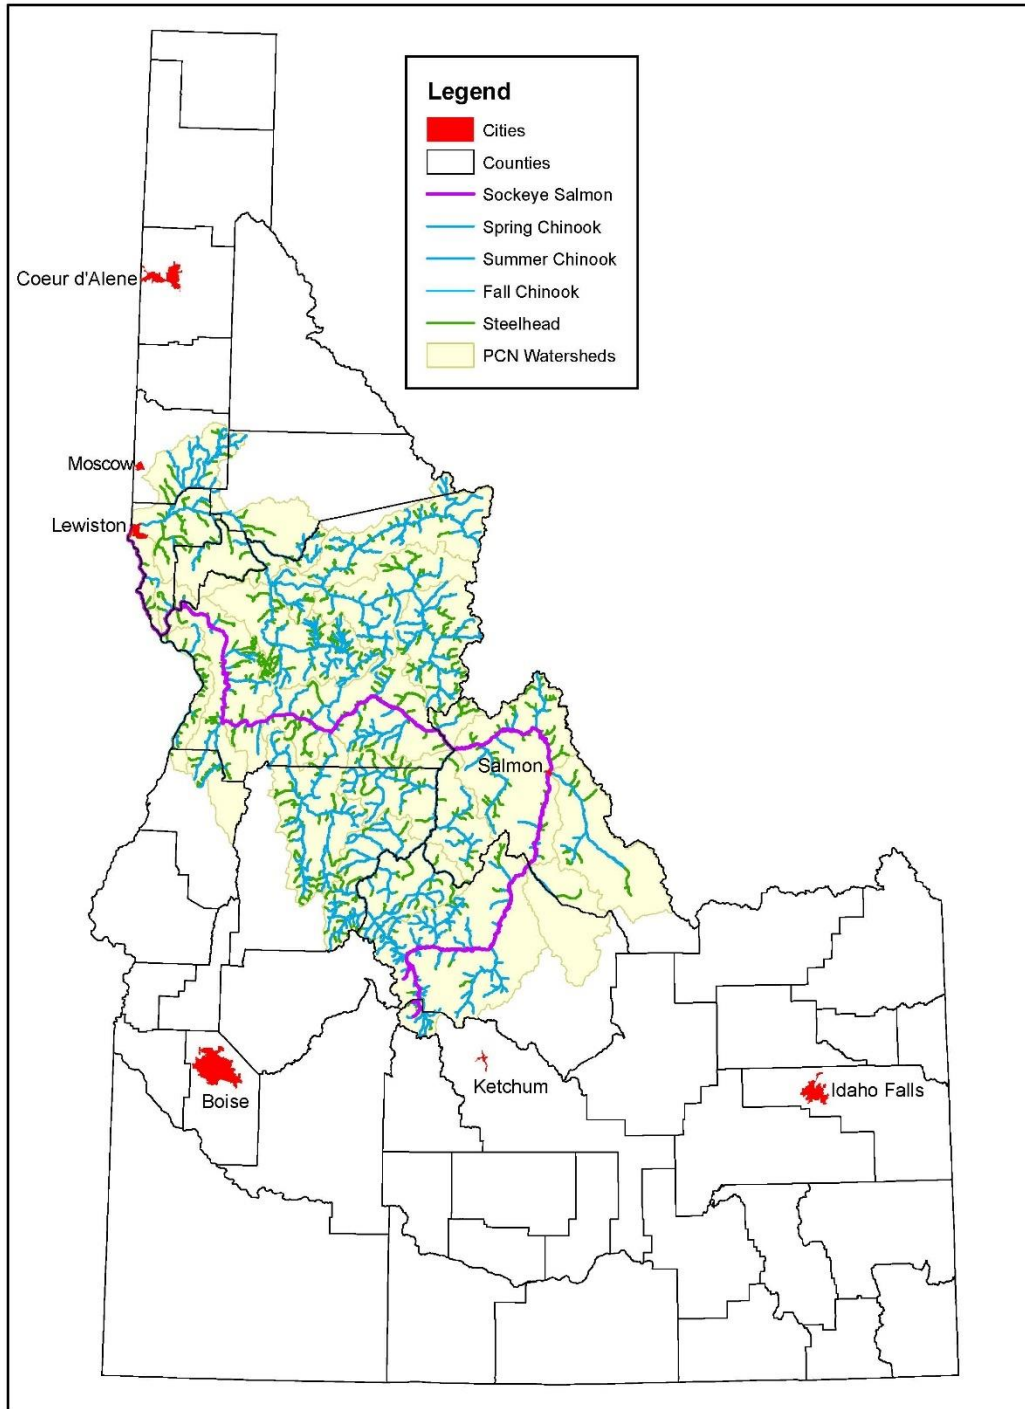 Legend
Cities
Counties
Sockeye Salmon
Spring Chinook
Summer Chinook
Fall Chinook
Steelhead
PCN Watersheds
Coeur d'Alene
Moscow
Lewiston
Salmon
Ketchum
Boise
Idaho Falls